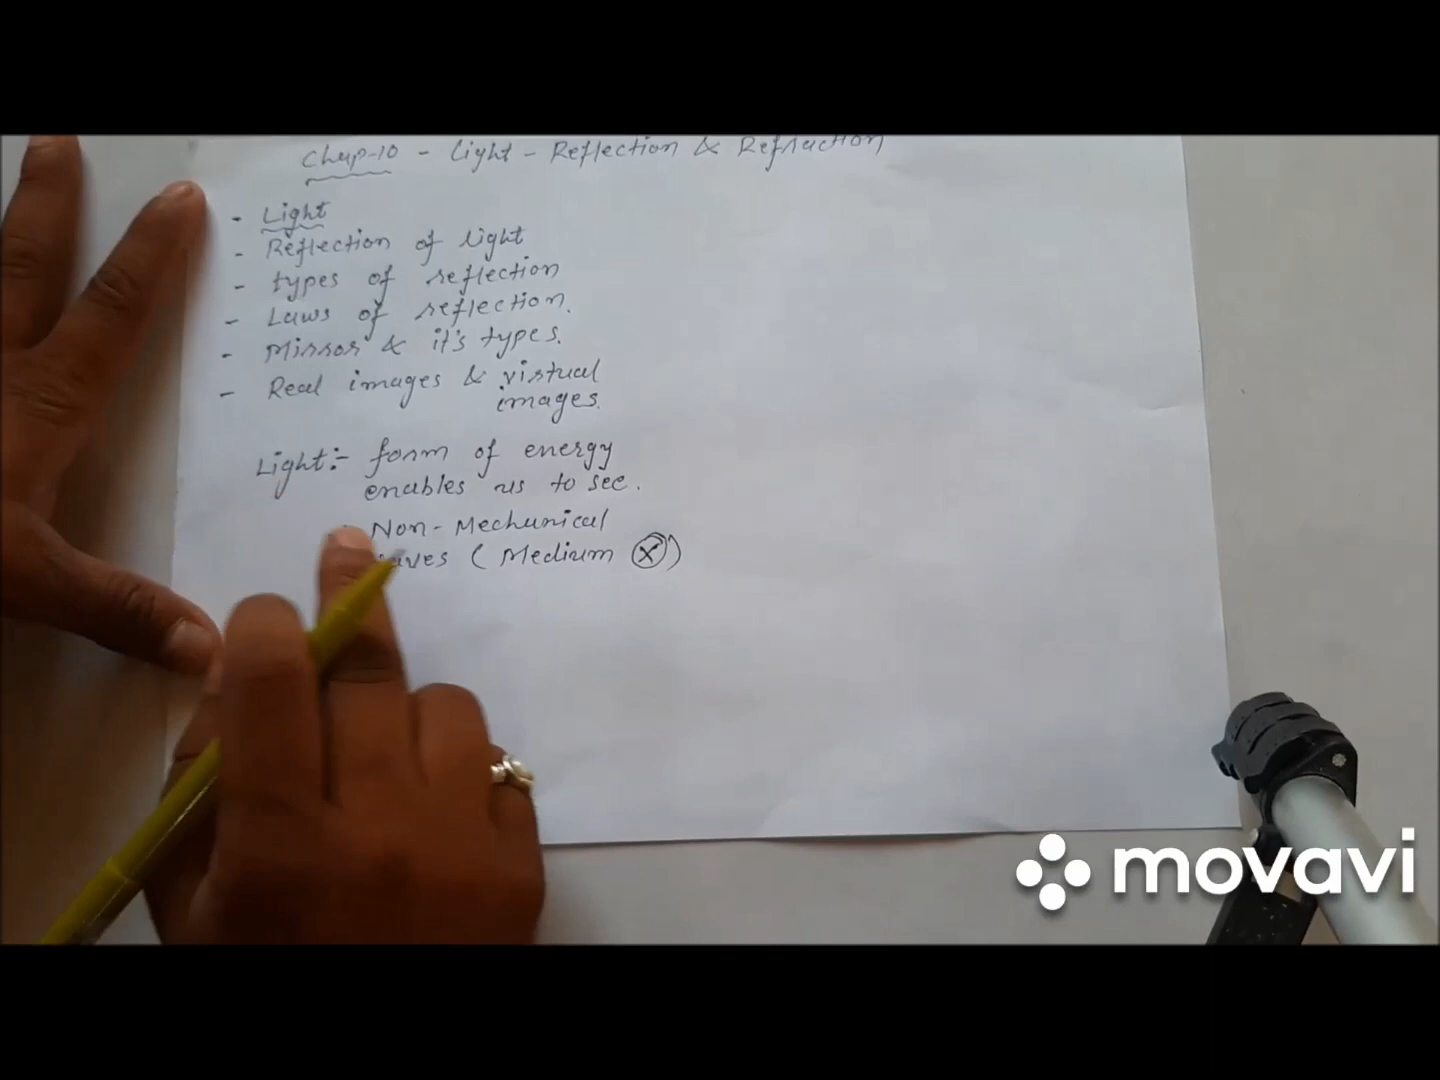 Chap-10 - Light - Reflection & Refraction
- Light
- Reflection of light
- types of reflection
- Laws of reflection.
- Mirror & it's types.
- Real images & virtual
images.
Light:- form of energy
enables us to see.
Non-Mechanical
(Medium X)
movavi